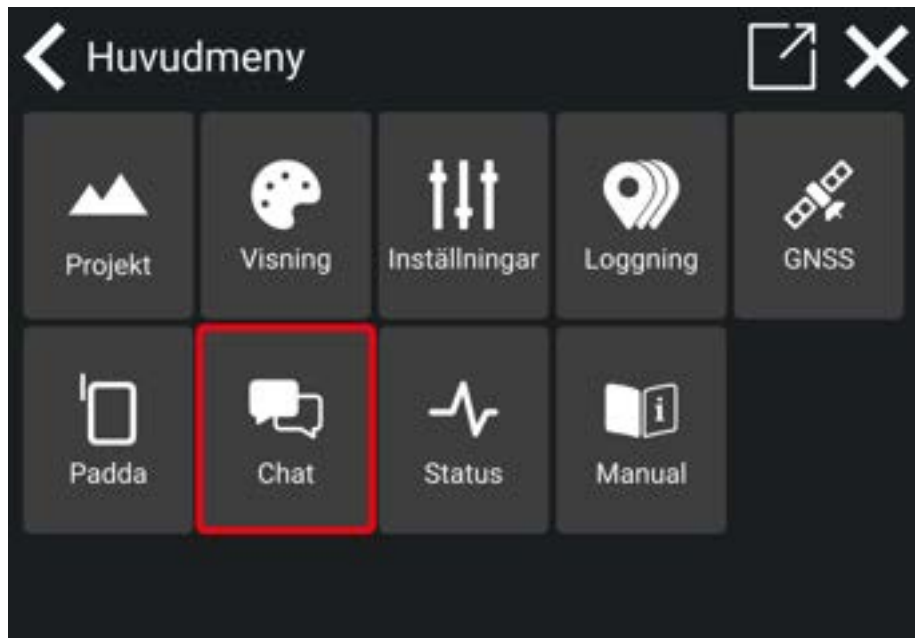 Huvudmeny
Projekt
Visning
Inställningar
Loggning
GNSS
Padda
Chat
Status
Manual